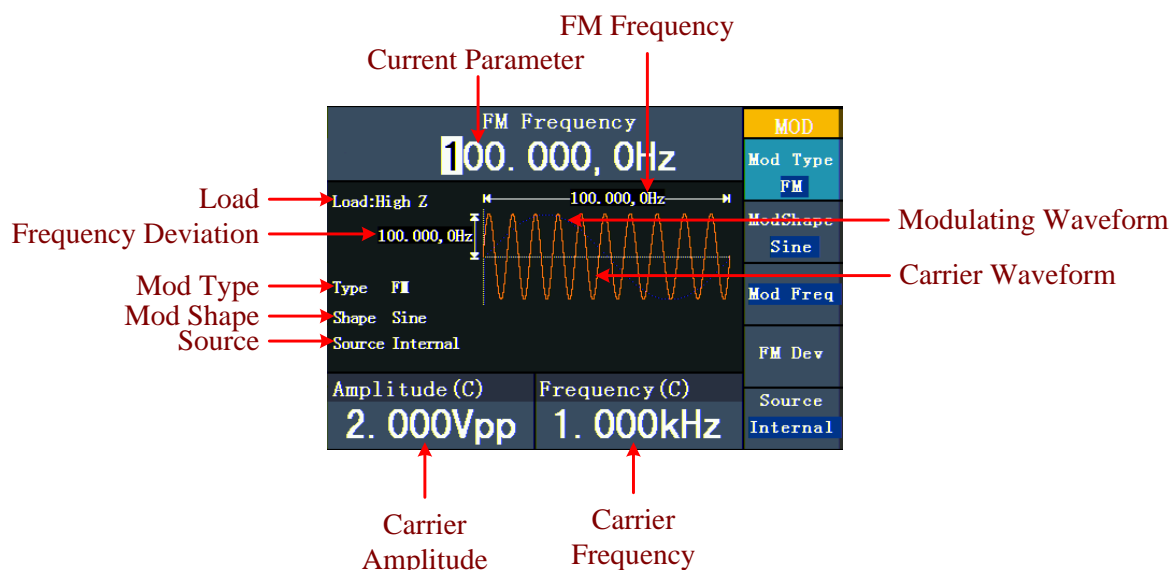 FM Frequency
Current Parameter
FM Frequency
100.000,0Hz
MOD
Mod Type
FM
ModShape
Sine
Mod Freq
FM Dev
Source
Internal
Load
Load:High Z
100.000,0Hz
Modulating Waveform
Frequency Deviation
100.000,0Hz
Carrier Waveform
Mod Type
Type FM
Mod Shape
Shape Sine
Source
Source Internal
Amplitude(C)
2.000Vpp
Frequency(C)
1.000kHz
Carrier
Amplitude
Carrier
Frequency